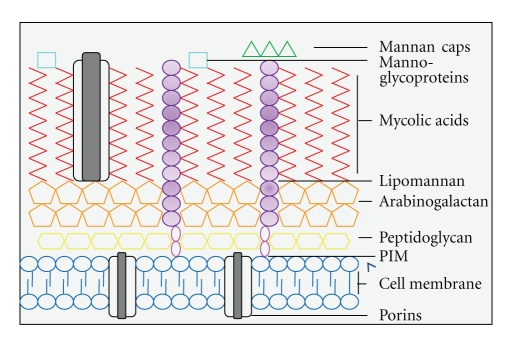 Mannan caps
Manno-
glycoproteins
Mycolic acids
Lipomannan
Arabinogalactan
Peptidoglycan
PIM
Cell membrane
Porins